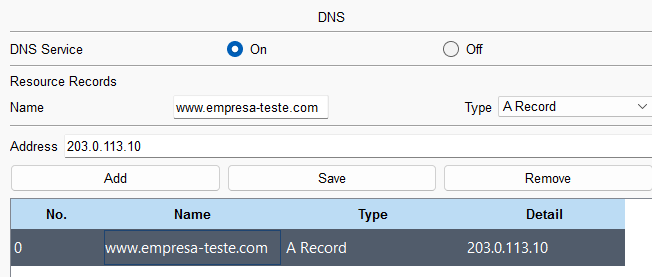 DNS
DNS Service On Off
Resource Records
Name www.empresa-teste.com Type A Record
Address 203.0.113.10
Add Save Remove
No. Name Type Detail
0 www.empresa-teste.com A Record 203.0.113.10